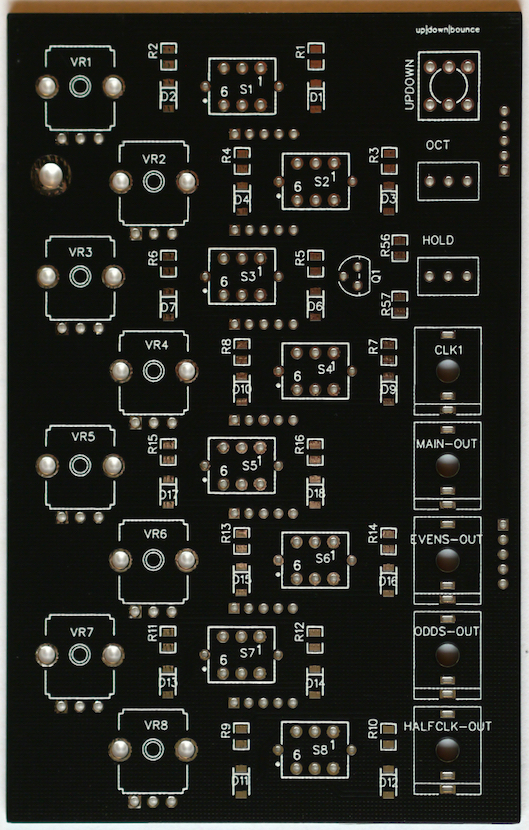 up|down|bounce
VR1
R2
D2
S1
6
1
R1
D1
UPDOWN
VR2
R4
D4
S2
6
1
R3
D3
OCT
VR3
R6
D7
S3
6
1
R5
D6
Q1
R56
R57
HOLD
VR4
R8
D10
S4
6
1
R7
D9
CLK1
VR5
R15
D17
S5
6
1
R16
D18
MAIN-OUT
VR6
R13
D15
S6
6
1
R14
D16
EVENS-OUT
VR7
R11
D13
S7
6
1
R12
D14
ODDS-OUT
VR8
R9
D11
S8
6
1
R10
D12
HALFCLK-OUT